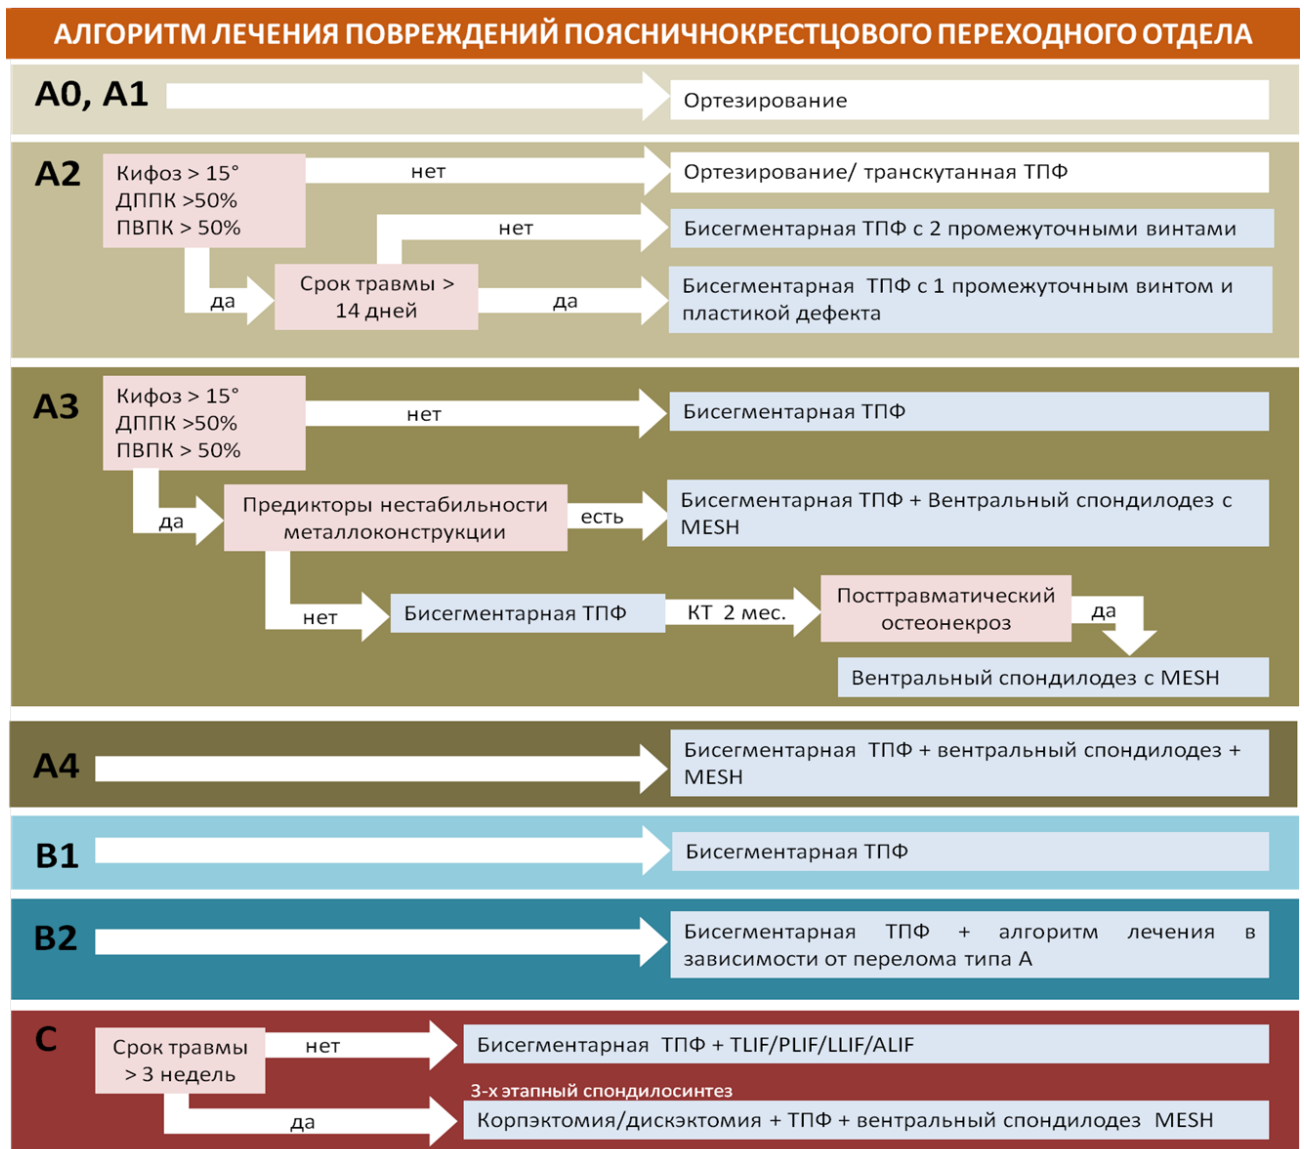 АЛГОРИТМ ЛЕЧЕНИЯ ПОВРЕЖДЕНИЙ ПОЯСНИЧНОКРЕСТЦОВОГО ПЕРЕХОДНОГО ОТДЕЛА
A0, A1
Ортезирование
A2
Кифоз > 15°
ДППК >50%
ПВПК > 50%
нет
Ортезирование/ транскутанная ТПФ
нет
Бисегментарная ТПФ с 2 промежуточными винтами
да
Срок травмы >
14 дней
да
Бисегментарная ТПФ с 1 промежуточным винтом и
пластикой дефекта
A3
Кифоз > 15°
ДППК >50%
ПВПК > 50%
нет
Бисегментарная ТПФ
да
Предикторы нестабильности
металлоконструкции
есть
Бисегментарная ТПФ + Вентральный спондилодез с
MESH
нет
Бисегментарная ТПФ
КТ 2 мес.
Посттравматический
остеонекроз
да
Вентральный спондилодез с MESH
A4
Бисегментарная ТПФ + вентральный спондилодез +
MESH
B1
Бисегментарная ТПФ
B2
Бисегментарная ТПФ + алгоритм лечения в
зависимости от перелома типа А
C
Срок травмы
> 3 недель
нет
Бисегментарная ТПФ + TLIF/PLIF/LLIF/ALIF
3-х этапный спондилосинтез
да
Корпэктомия/дискэктомия + ТПФ + вентральный спондилодез MESH